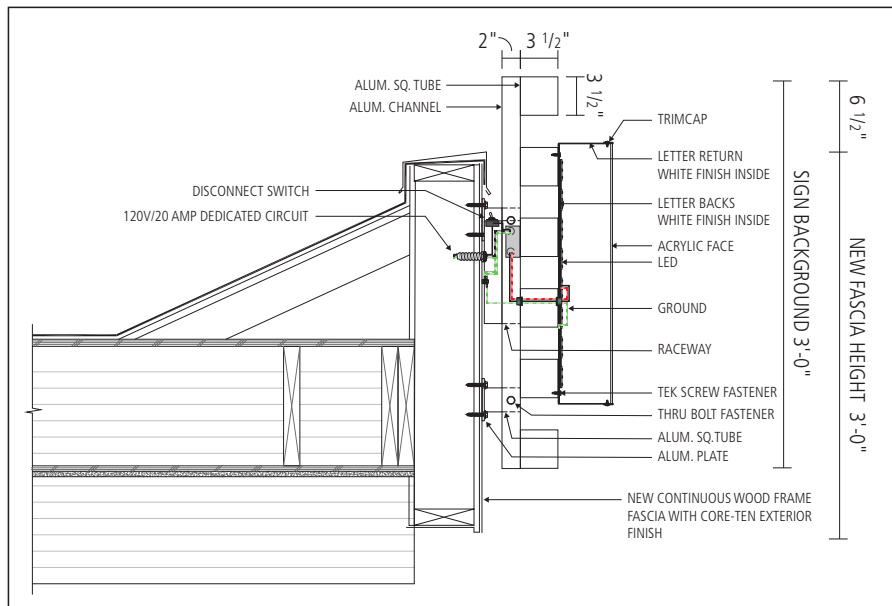 2" 3 1/2"
ALUM. SQ. TUBE
ALUM. CHANNEL
3 1/2"
6 1/2"
TRIMCAP
LETTER RETURN
WHITE FINISH INSIDE
DISCONNECT SWITCH
120V/20 AMP DEDICATED CIRCUIT
LETTER BACKS
WHITE FINISH INSIDE
ACRYLIC FACE
LED
GROUND
RACEWAY
TEK SCREW FASTENER
THRU BOLT FASTENER
ALUM. SQ.TUBE
ALUM. PLATE
NEW CONTINUOUS WOOD FRAME
FASCIA WITH CORE-TEN EXTERIOR
FINISH
SIGN BACKGROUND 3'-0"
NEW FASCIA HEIGHT 3'-0"